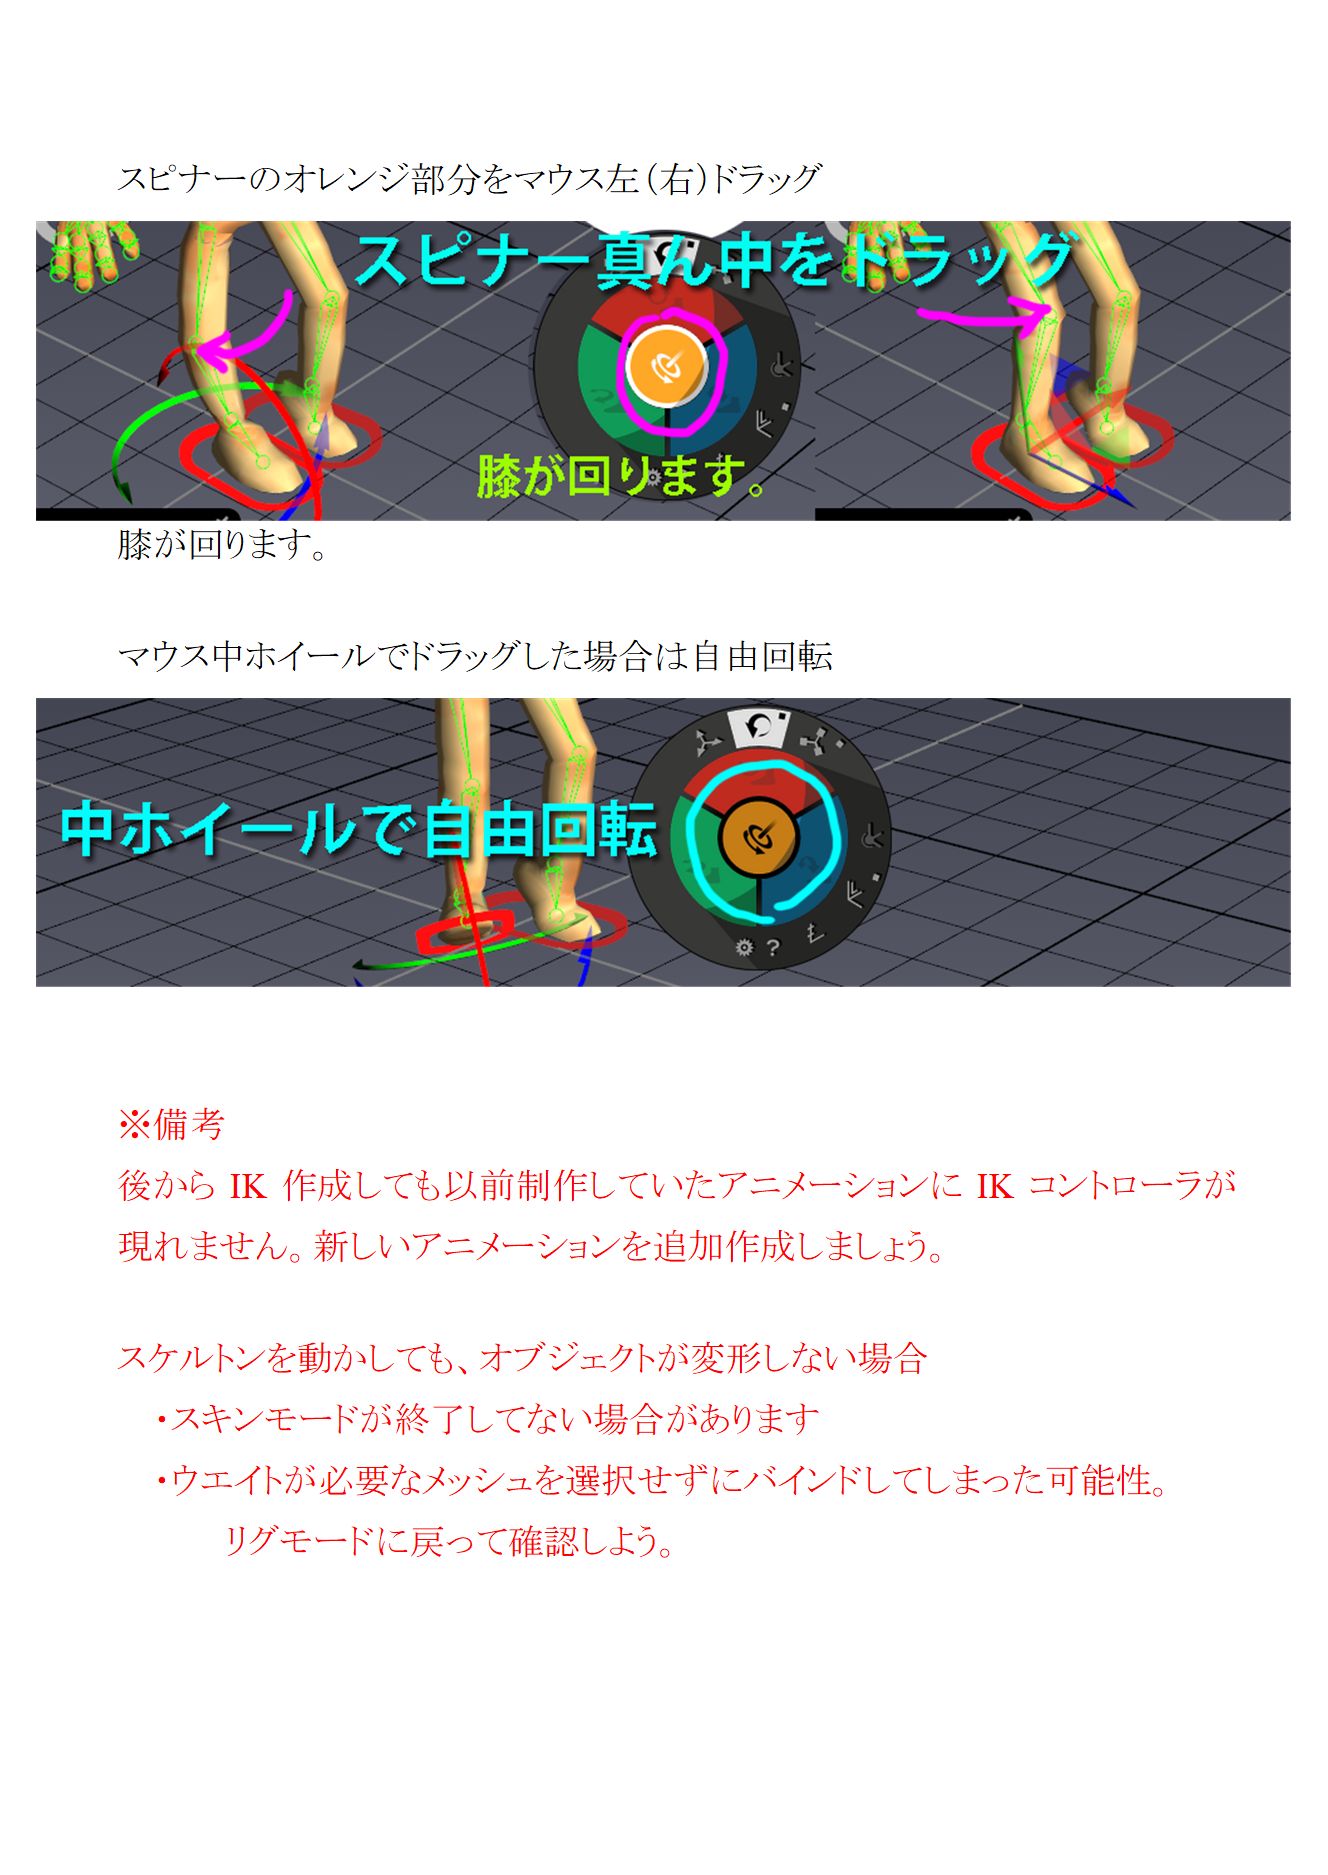 スピナーのオレンジ部分をマウス左(右)ドラッグ
スピナー真ん中をドラッグ
膝が回ります。
膝が回ります。
マウス中ホイールでドラッグした場合は自由回転
中ホイールで自由回転
?
※備考
後から IK 作成しても以前制作していたアニメーションに IK コントローラが
現れません。新しいアニメーションを追加作成しましょう。
スケルトンを動かしても、オブジェクトが変形しない場合
・スキンモードが終了してない場合があります
・ウエイトが必要なメッシュを選択せずにバインドしてしまった可能性。
リグモードに戻って確認しよう。